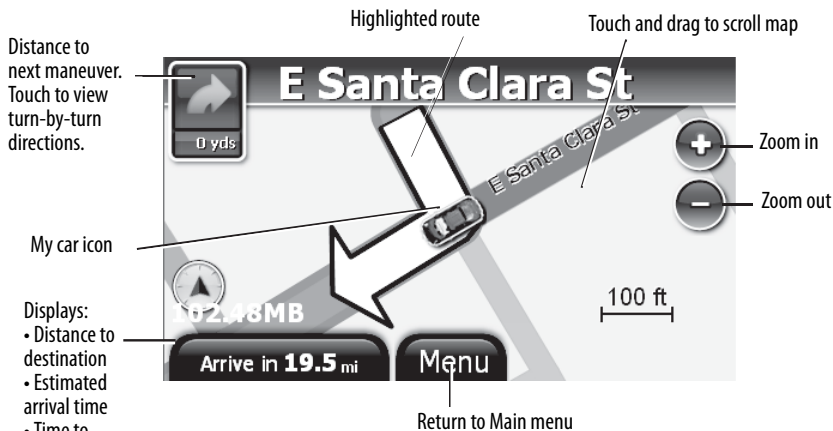 Highlighted route
Touch and drag to scroll map
Distance to
next maneuver.
Touch to view
turn-by-turn
directions.
E Santa Clara St
0 yds
E Santa Clara St
Zoom in
Zoom out
My car icon
102.48MB
100 ft
Displays:
• Distance to
destination
• Estimated
arrival time
• Time to
Arrive in 19.5 mi
Menu
Return to Main menu